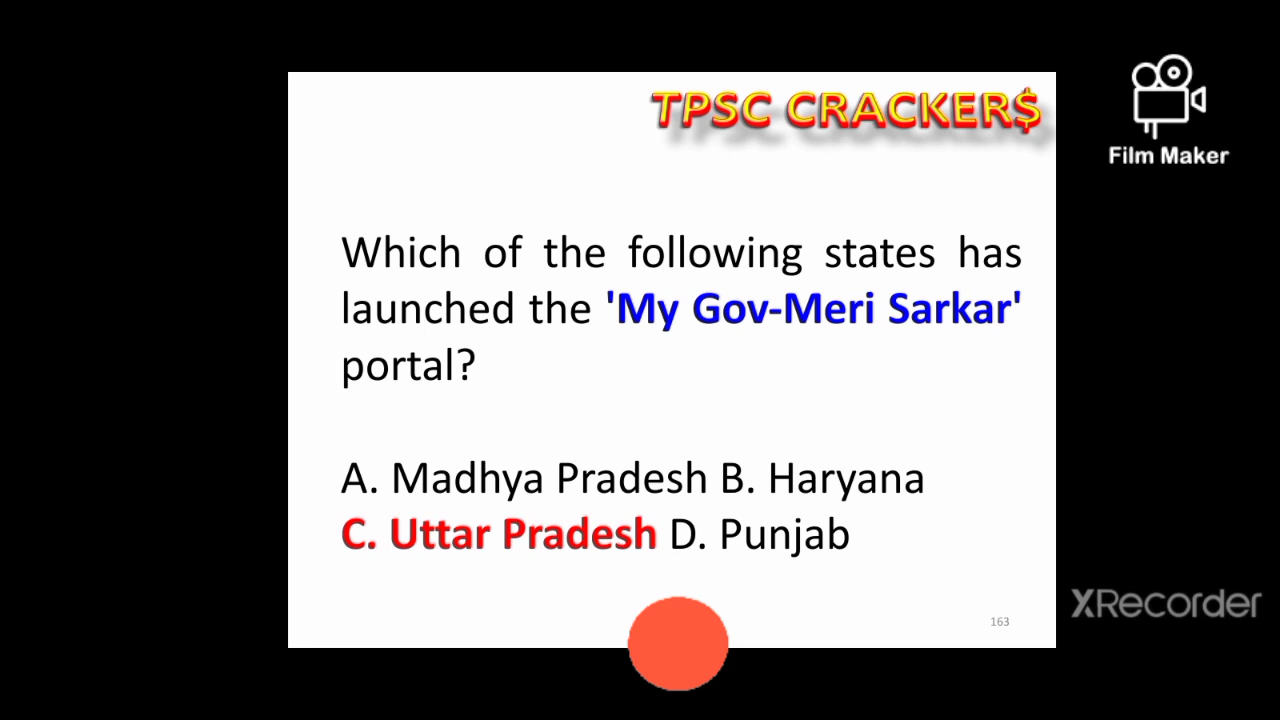 TPSC CRACKER$
Film Maker
Which of the following states has
launched the 'My Gov-Meri Sarkar'
portal?
A. Madhya Pradesh B. Haryana
C. Uttar Pradesh D. Punjab
XRecorder
163